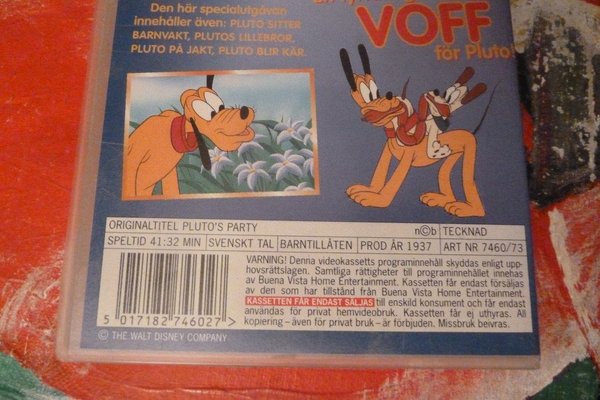 Den här specialutgåvan
innehåller även: PLUTO SITTER
BARNVAKT, PLUTOS LILLEBROR,
PLUTO PÅ JAKT, PLUTO BLIR KÄR.
VOFF
för Pluto!
ORIGINALTITEL PLUTO'S PARTY
n©b TECKNAD
SPELTID 41:32 MIN SVENSKT TAL BARNTILLÅTEN PROD ÅR 1937 ART NR 7460/73
VARNING! Denna videokassetts programinnehåll skyddas enligt upp-
hovsrättslagen. Samtliga rättigheter till programinnehållet innehas
av Buena Vista Home Entertainment. Kassetten får endast försäljas
av den som har tillstånd från Buena Vista Home Entertainment.
KASSETTEN FÅR ENDAST SÄLJAS till enskild konsument och får endast
användas för privat hemvideobruk. Kassetten får ej uthyras. All
kopiering – även för privat bruk – är förbjuden. Missbruk beivras.
5 017182 746027 >
© THE WALT DISNEY COMPANY